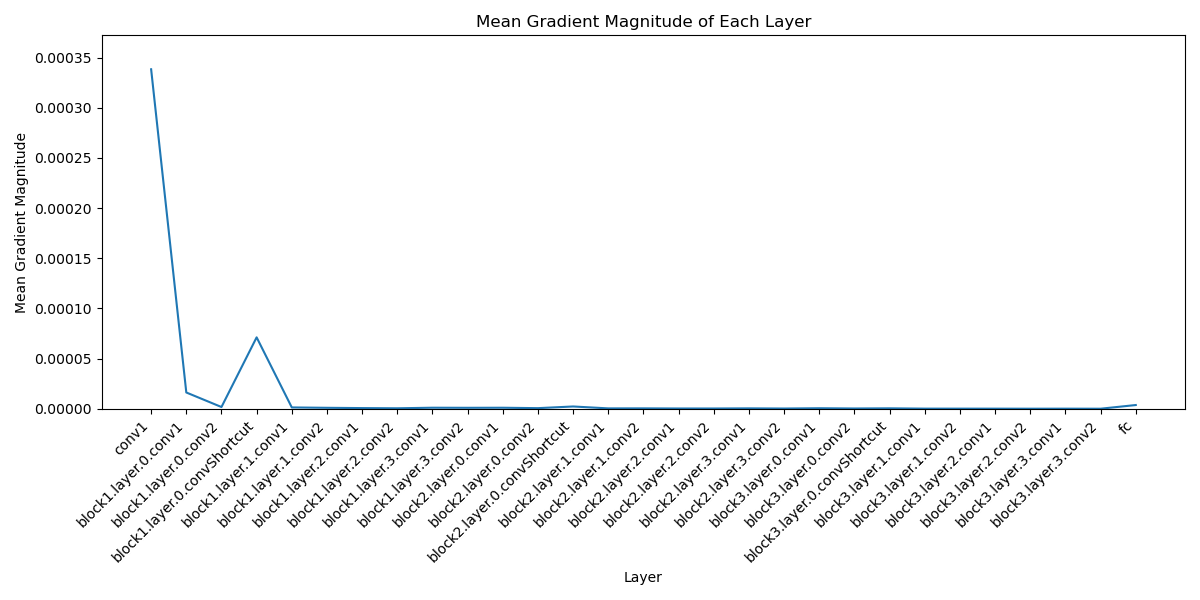 Mean Gradient Magnitude of Each Layer
0.00035
0.00030
0.00025
0.00020
0.00015
0.00010
0.00005
0.00000
Mean Gradient Magnitude
conv1
block1.layer.0.conv1
block1.layer.0.conv2
block1.layer.0.convShortcut
block1.layer.1.conv1
block1.layer.1.conv2
block1.layer.2.conv1
block1.layer.2.conv2
block1.layer.3.conv1
block1.layer.3.conv2
block2.layer.0.conv1
block2.layer.0.conv2
block2.layer.0.convShortcut
block2.layer.1.conv1
block2.layer.1.conv2
block2.layer.2.conv1
block2.layer.2.conv2
block2.layer.3.conv1
block2.layer.3.conv2
block3.layer.0.conv1
block3.layer.0.conv2
block3.layer.0.convShortcut
block3.layer.1.conv1
block3.layer.1.conv2
block3.layer.2.conv1
block3.layer.2.conv2
block3.layer.3.conv1
block3.layer.3.conv2
fc
Layer